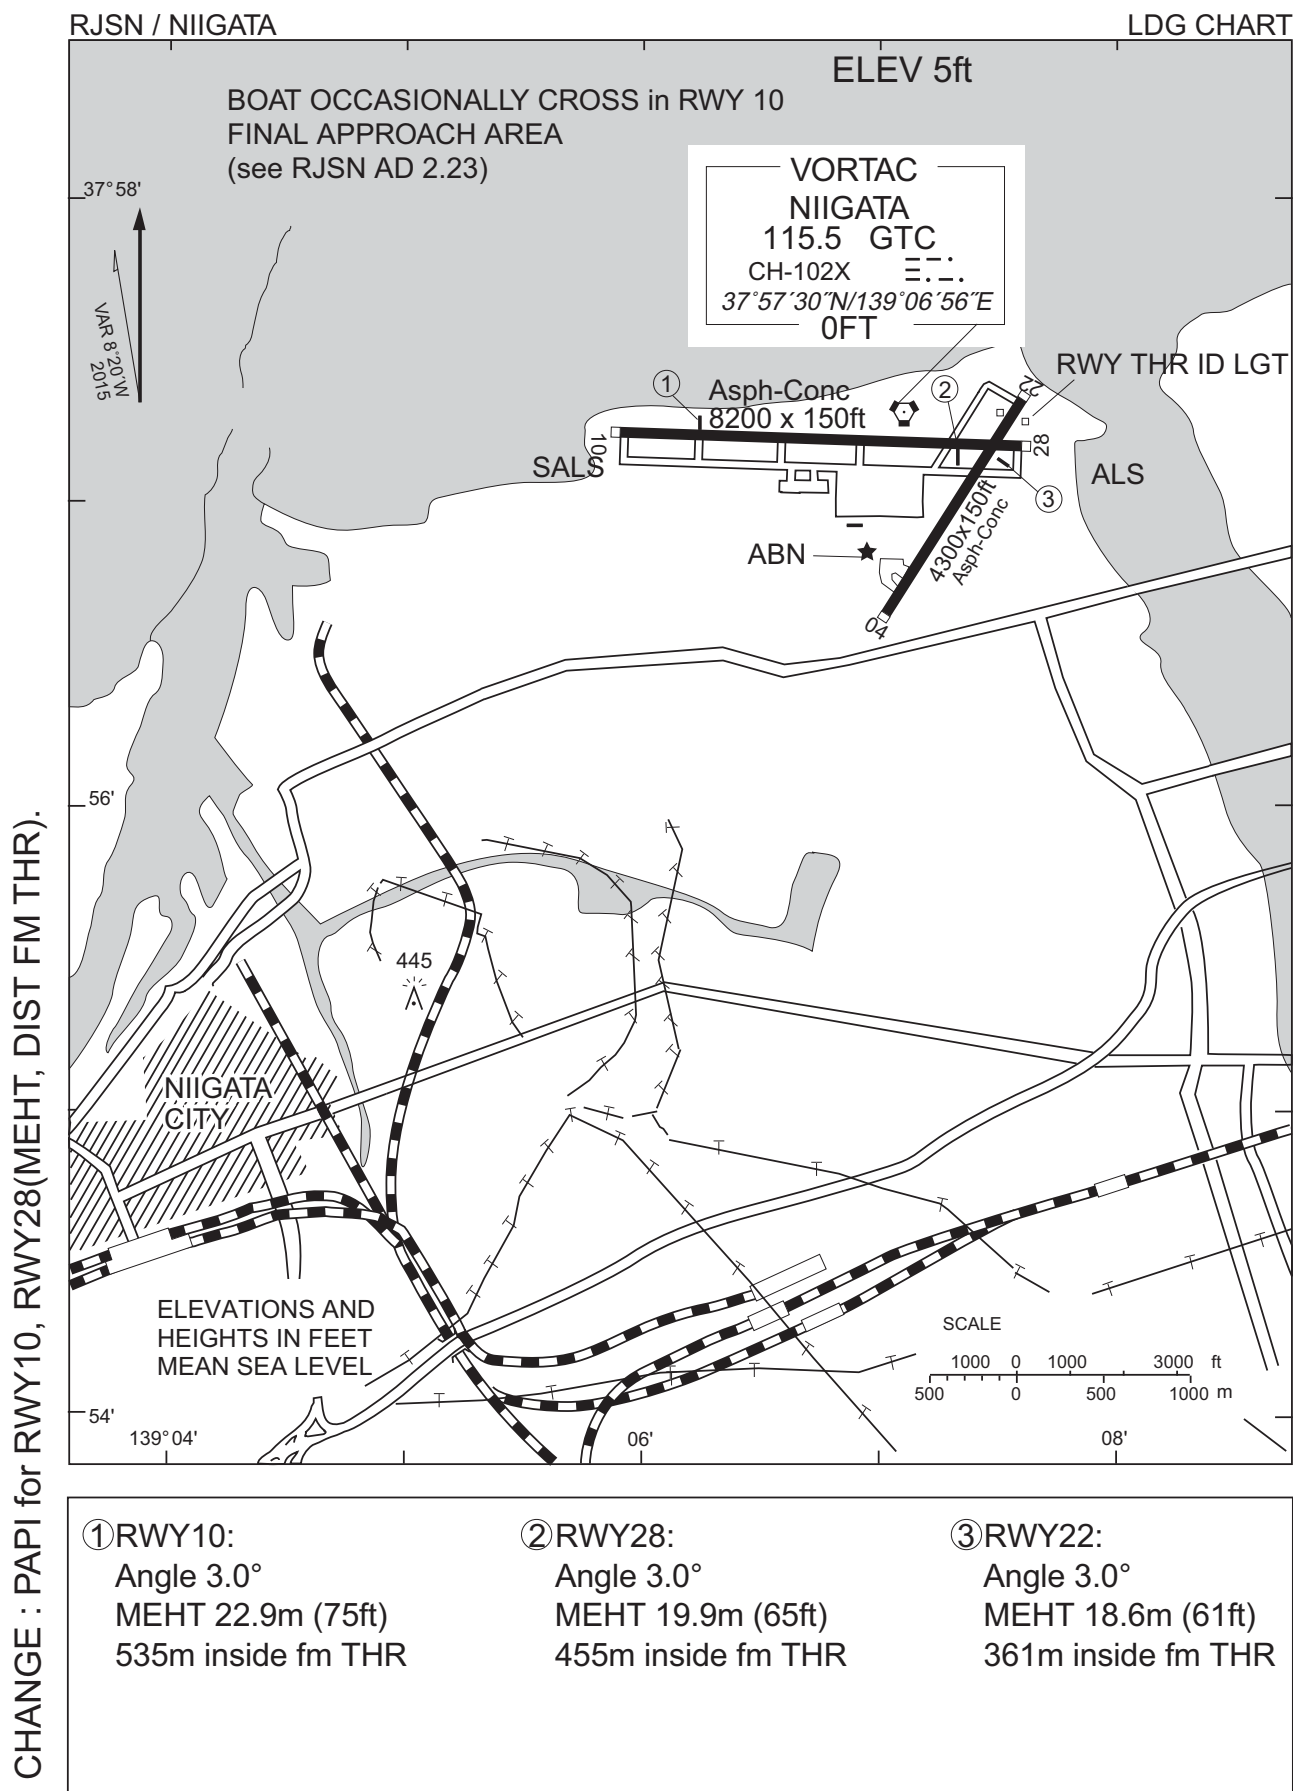 RJSN / NIIGATA
LDG CHART
ELEV 5ft
BOAT OCCASIONALLY CROSS in RWY 10
FINAL APPROACH AREA
(see RJSN AD 2.23)
VORTAC
NIIGATA
115.5 GTC
CH-102X
37°57´30˝N/139°06´56˝E
0FT
37°58'
VAR 8°20´W
2015
RWY THR ID LGT
①
Asph-Conc
8200 x 150ft
②
22
10
28
SALS
ALS
③
4300x150ft
Asph-Conc
ABN
04
56'
445
NIIGATA
CITY
ELEVATIONS AND
HEIGHTS IN FEET
MEAN SEA LEVEL
SCALE
1000 0 1000 3000 ft
500 0 500 1000 m
54'
139°04'
06'
08'
①RWY10:
Angle 3.0°
MEHT 22.9m (75ft)
535m inside fm THR
②RWY28:
Angle 3.0°
MEHT 19.9m (65ft)
455m inside fm THR
③RWY22:
Angle 3.0°
MEHT 18.6m (61ft)
361m inside fm THR
CHANGE : PAPI for RWY10, RWY28(MEHT, DIST FM THR).